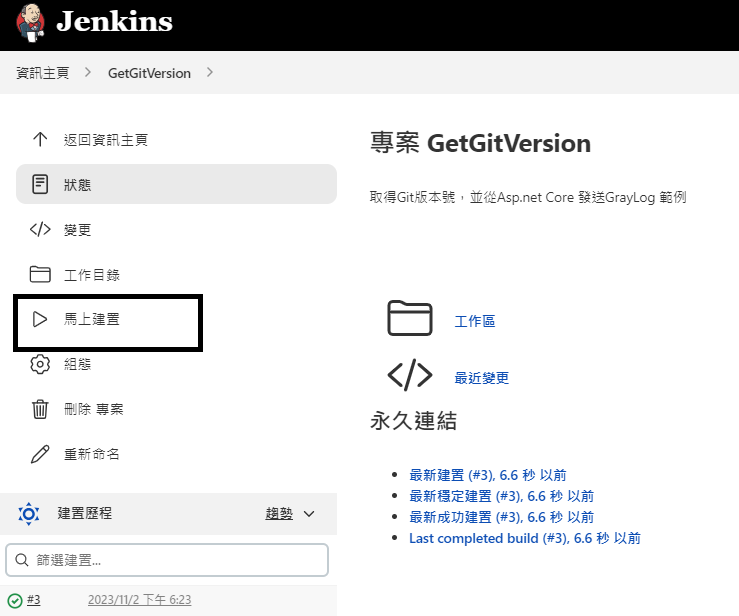 Jenkins
資訊主頁 > GetGitVersion >
返回資訊主頁
狀態
變更
工作目錄
馬上建置
組態
刪除 專案
重新命名
建置歷程 趨勢
篩選建置...
#3 2023/11/2 下午 6:23
專案 GetGitVersion
取得Git版本號，並從Asp.net Core 發送GrayLog 範例
工作區
最近變更
永久連結
最新建置 (#3), 6.6 秒 以前
最新穩定建置 (#3), 6.6 秒 以前
最新成功建置 (#3), 6.6 秒 以前
Last completed build (#3), 6.6 秒 以前